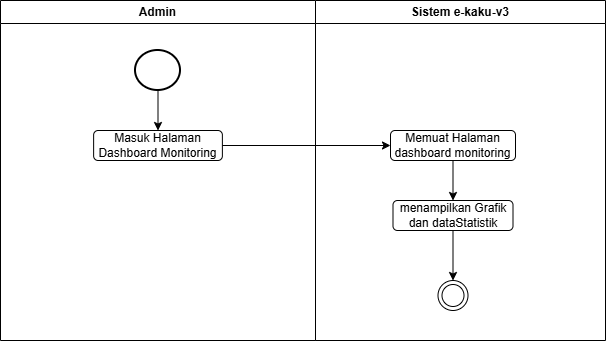 Admin
Sistem e-kaku-v3
Masuk Halaman
Dashboard Monitoring
Memuat Halaman
dashboard monitoring
menampilkan Grafik
dan dataStatistik